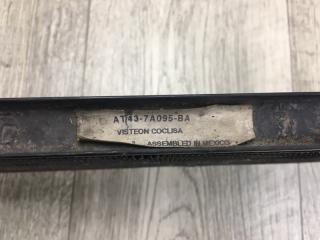 AT43-7A095-BA
VISTEON COCLISA
ASSEMBLED IN MEXICO